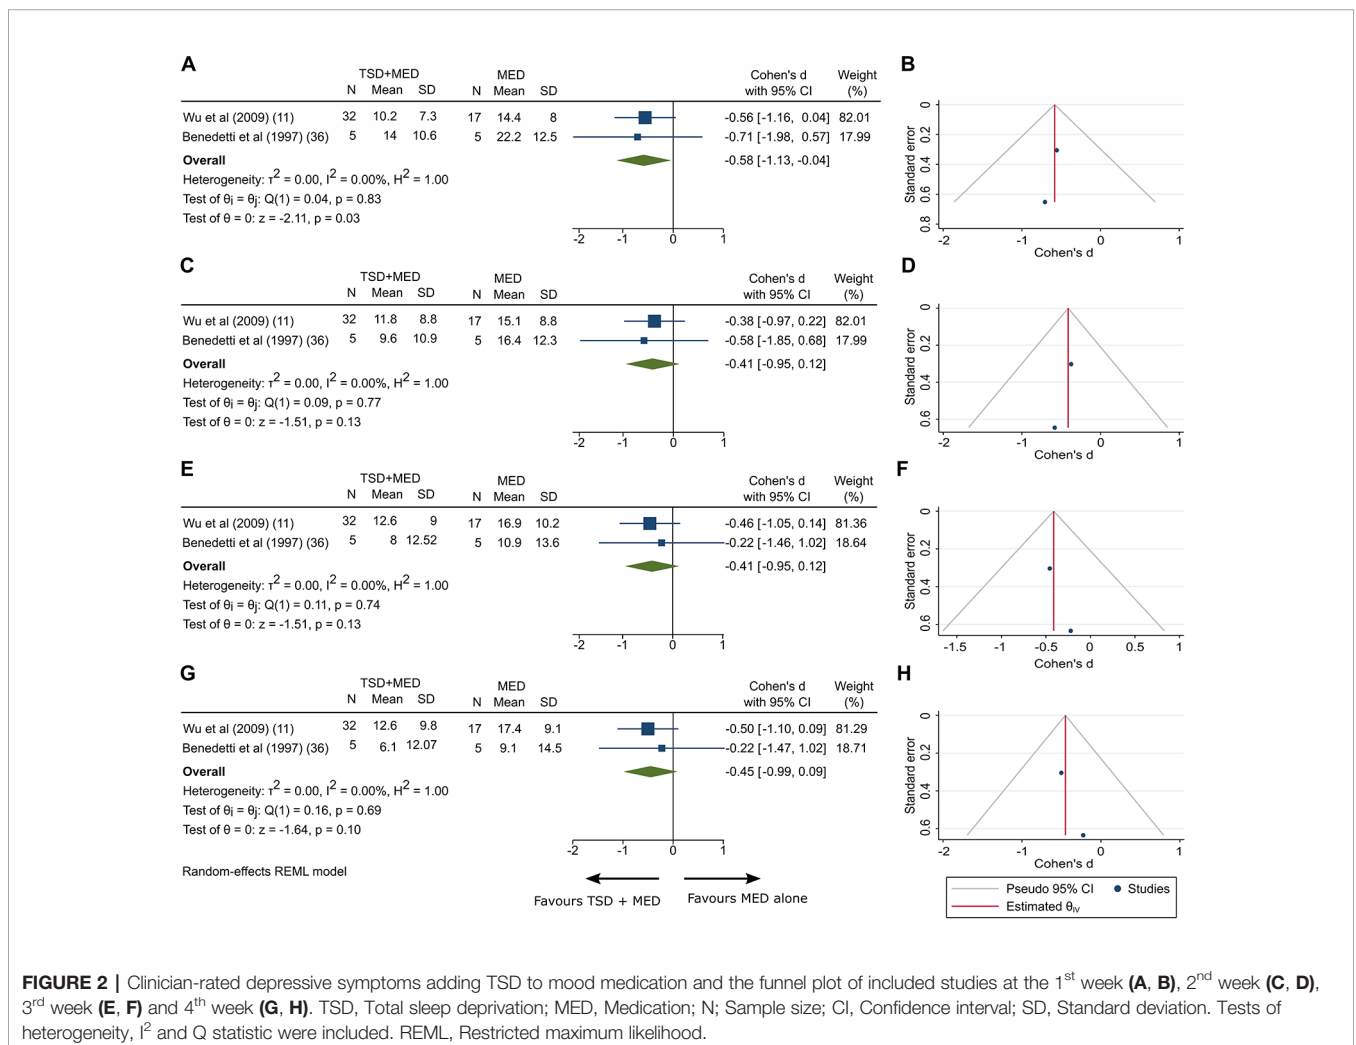 A
TSD+MED MED Cohen's d Weight
N Mean SD N Mean SD with 95% CI (%)
Wu et al (2009) (11) 32 10.2 7.3 17 14.4 8 -0.56 [-1.16, 0.04] 82.01
Benedetti et al (1997) (36) 5 14 10.6 5 22.2 12.5 -0.71 [-1.98, 0.57] 17.99
Overall -0.58 [-1.13, -0.04]
Heterogeneity: τ² = 0.00, I² = 0.00%, H² = 1.00
Test of θi = θj: Q(1) = 0.04, p = 0.83
Test of θ = 0: z = -2.11, p = 0.03
-2 -1 0 1
B
Standard error
0 0.2 0.4 0.6 0.8
-2 -1 0 1
Cohen's d
C
TSD+MED MED Cohen's d Weight
N Mean SD N Mean SD with 95% CI (%)
Wu et al (2009) (11) 32 11.8 8.8 17 15.1 8.8 -0.38 [-0.97, 0.22] 82.01
Benedetti et al (1997) (36) 5 9.6 10.9 5 16.4 12.3 -0.58 [-1.85, 0.68] 17.99
Overall -0.41 [-0.95, 0.12]
Heterogeneity: τ² = 0.00, I² = 0.00%, H² = 1.00
Test of θi = θj: Q(1) = 0.09, p = 0.77
Test of θ = 0: z = -1.51, p = 0.13
-2 -1 0 1
D
Standard error
0 0.2 0.4 0.6
-2 -1 0 1
Cohen's d
E
TSD+MED MED Cohen's d Weight
N Mean SD N Mean SD with 95% CI (%)
Wu et al (2009) (11) 32 12.6 9 17 16.9 10.2 -0.46 [-1.05, 0.14] 81.36
Benedetti et al (1997) (36) 5 8 12.52 5 10.9 13.6 -0.22 [-1.46, 1.02] 18.64
Overall -0.41 [-0.95, 0.12]
Heterogeneity: τ² = 0.00, I² = 0.00%, H² = 1.00
Test of θi = θj: Q(1) = 0.11, p = 0.74
Test of θ = 0: z = -1.51, p = 0.13
-2 -1 0 1
F
Standard error
0 0.2 0.4 0.6
-1.5 -1 -0.5 0 0.5 1
Cohen's d
G
TSD+MED MED Cohen's d Weight
N Mean SD N Mean SD with 95% CI (%)
Wu et al (2009) (11) 32 12.6 9.8 17 17.4 9.1 -0.50 [-1.10, 0.09] 81.29
Benedetti et al (1997) (36) 5 6.1 12.07 5 9.1 14.5 -0.22 [-1.47, 1.02] 18.71
Overall -0.45 [-0.99, 0.09]
Heterogeneity: τ² = 0.00, I² = 0.00%, H² = 1.00
Test of θi = θj: Q(1) = 0.16, p = 0.69
Test of θ = 0: z = -1.64, p = 0.10
-2 -1 0 1
Random-effects REML model
Favours TSD + MED Favours MED alone
H
Standard error
0 0.2 0.4 0.6
-2 -1 0 1
Cohen's d
Pseudo 95% CI Studies
Estimated θIV
FIGURE 2 | Clinician-rated depressive symptoms adding TSD to mood medication and the funnel plot of included studies at the 1st week (A, B), 2nd week (C, D),
3rd week (E, F) and 4th week (G, H). TSD, Total sleep deprivation; MED, Medication; N; Sample size; CI, Confidence interval; SD, Standard deviation. Tests of
heterogeneity, I² and Q statistic were included. REML, Restricted maximum likelihood.